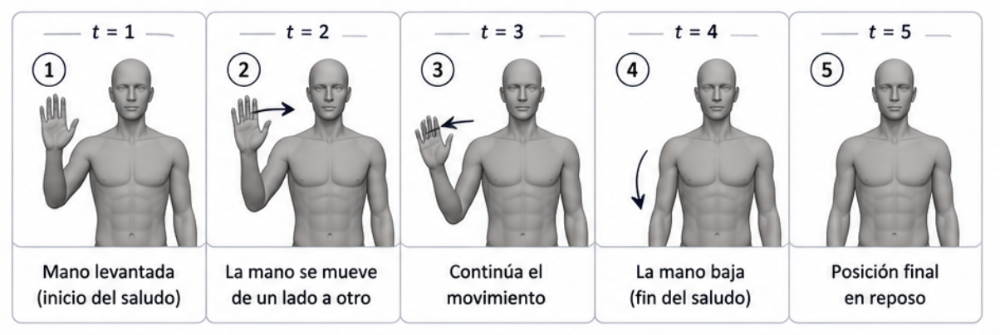 t = 1
1
Mano levantada
(inicio del saludo)
t = 2
2
La mano se mueve
de un lado a otro
t = 3
3
Continúa el
movimiento
t = 4
4
La mano baja
(fin del saludo)
t = 5
5
Posición final
en reposo